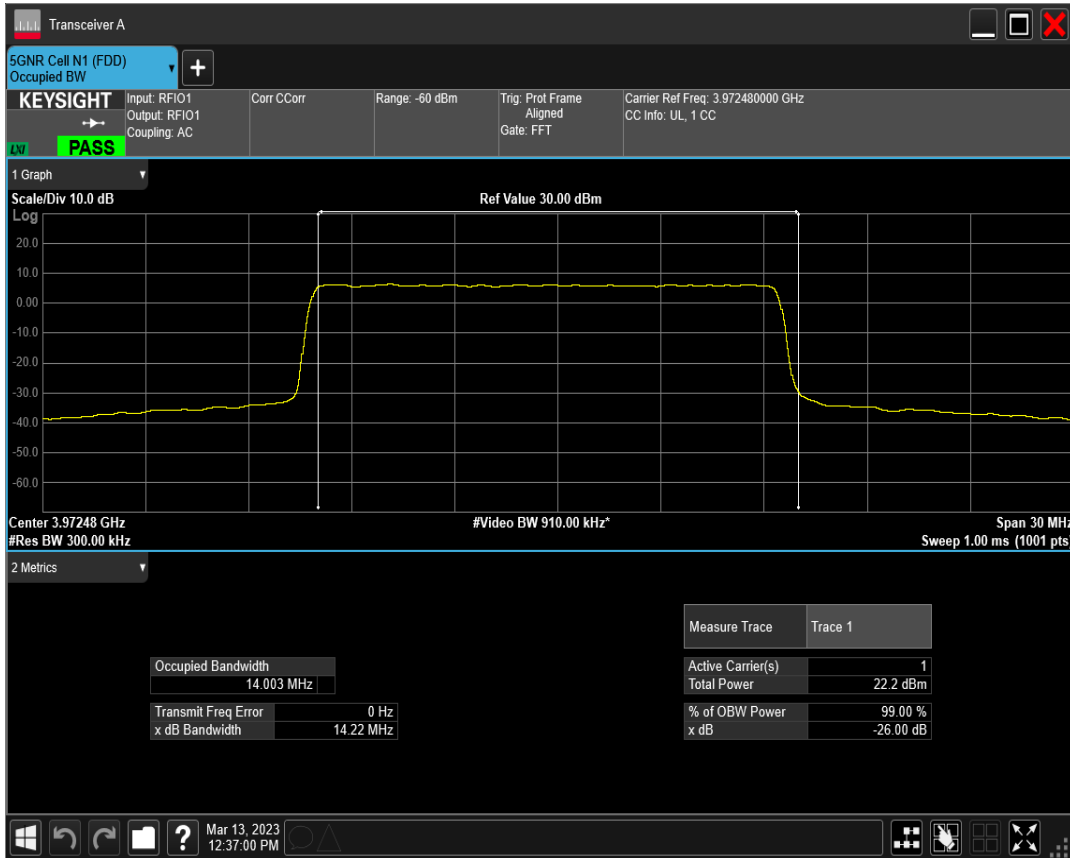 Transceiver A
5GNR Cell N1 (FDD)
Occupied BW
+
KEYSIGHT
LXI
PASS
Input: RFIO1
Output: RFIO1
Coupling: AC
Corr CCorr
Range: -60 dBm
Trig: Prot Frame
Aligned
Gate: FFT
Carrier Ref Freq: 3.972480000 GHz
CC Info: UL, 1 CC
1 Graph
Scale/Div 10.0 dB
Ref Value 30.00 dBm
Log
20.0
10.0
0.00
-10.0
-20.0
-30.0
-40.0
-50.0
-60.0
Center 3.97248 GHz
#Video BW 910.00 kHz*
Span 30 MHz
#Res BW 300.00 kHz
Sweep 1.00 ms (1001 pts)
2 Metrics
Measure Trace Trace 1
Occupied Bandwidth
14.003 MHz
Active Carrier(s) 1
Total Power 22.2 dBm
Transmit Freq Error 0 Hz
x dB Bandwidth 14.22 MHz
% of OBW Power 99.00 %
x dB -26.00 dB
?
Mar 13, 2023
12:37:00 PM